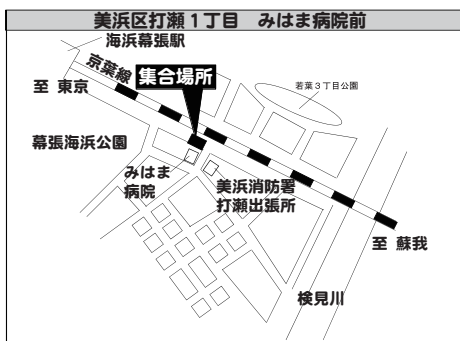 美浜区打瀬1丁目　みはま病院前
海浜幕張駅
京葉線
集合場所
至 東京
若葉3丁目公園
幕張海浜公園
みはま
病院
美浜消防署
打瀬出張所
至 蘇我
検見川